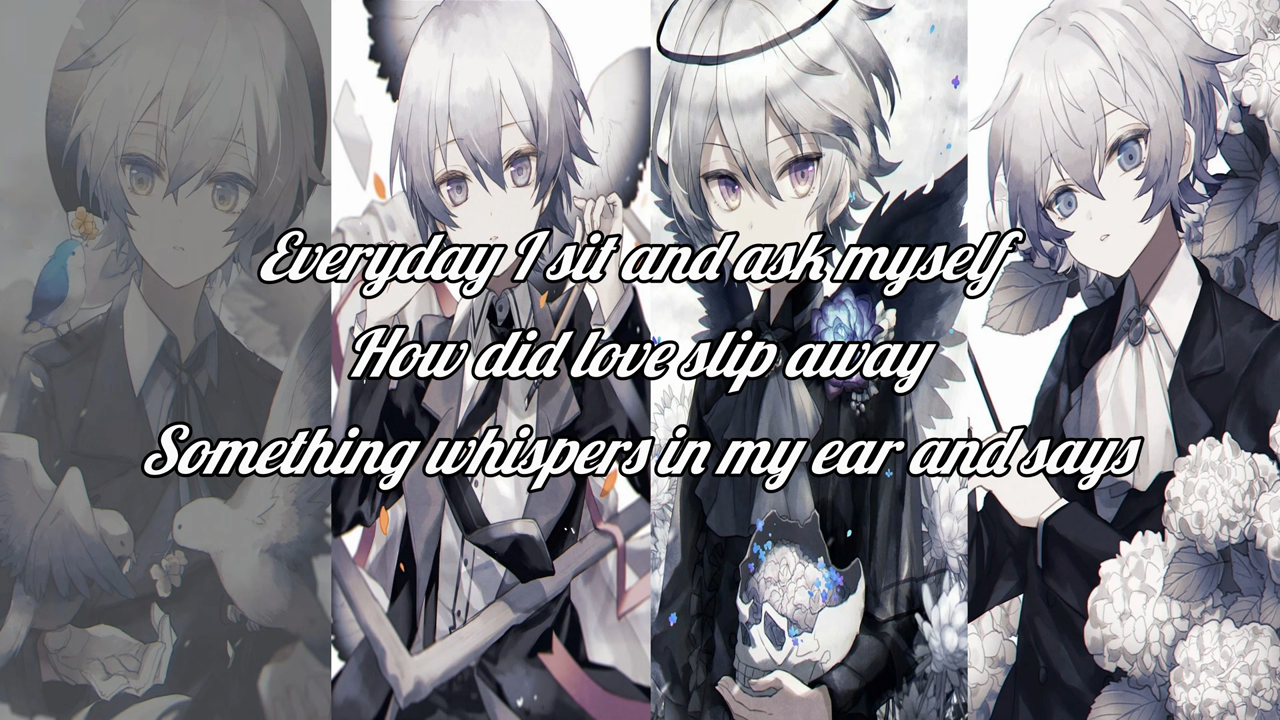 Everyday I sit and ask myself
How did love slip away
Something whispers in my ear and says